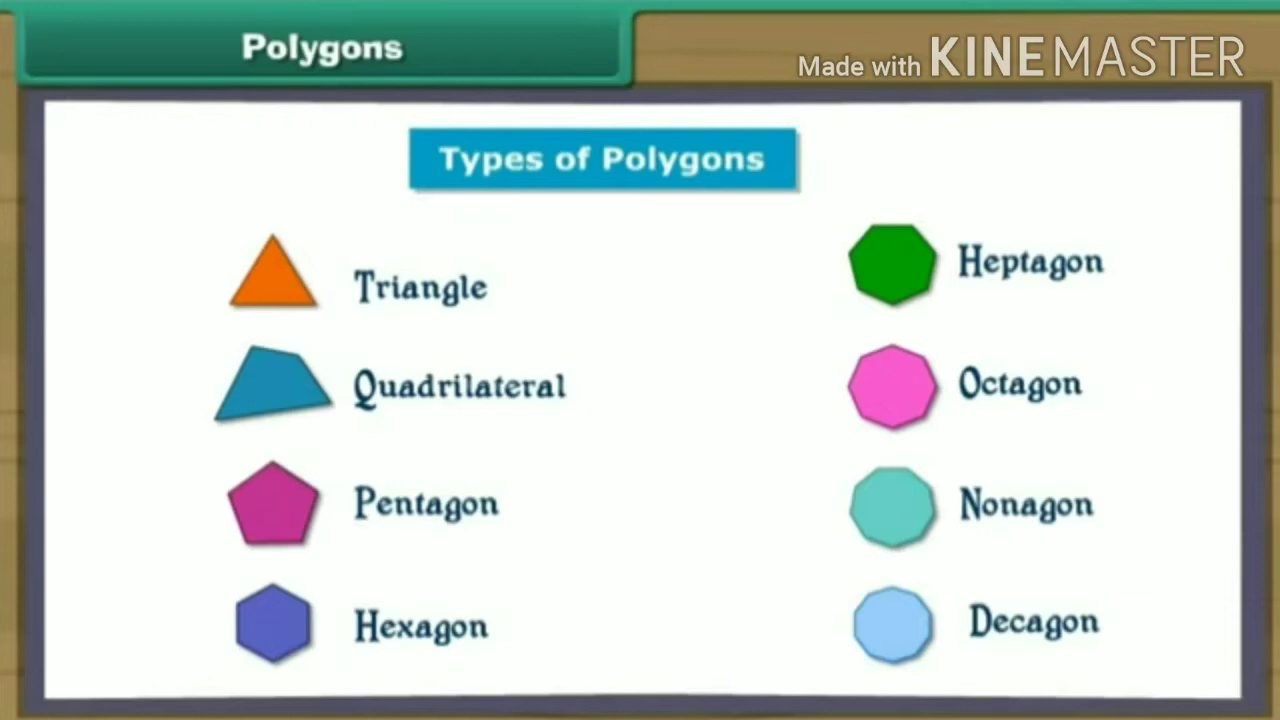 Polygons
Made with KINEMASTER
Types of Polygons
Triangle
Quadrilateral
Pentagon
Hexagon
Heptagon
Octagon
Nonagon
Decagon